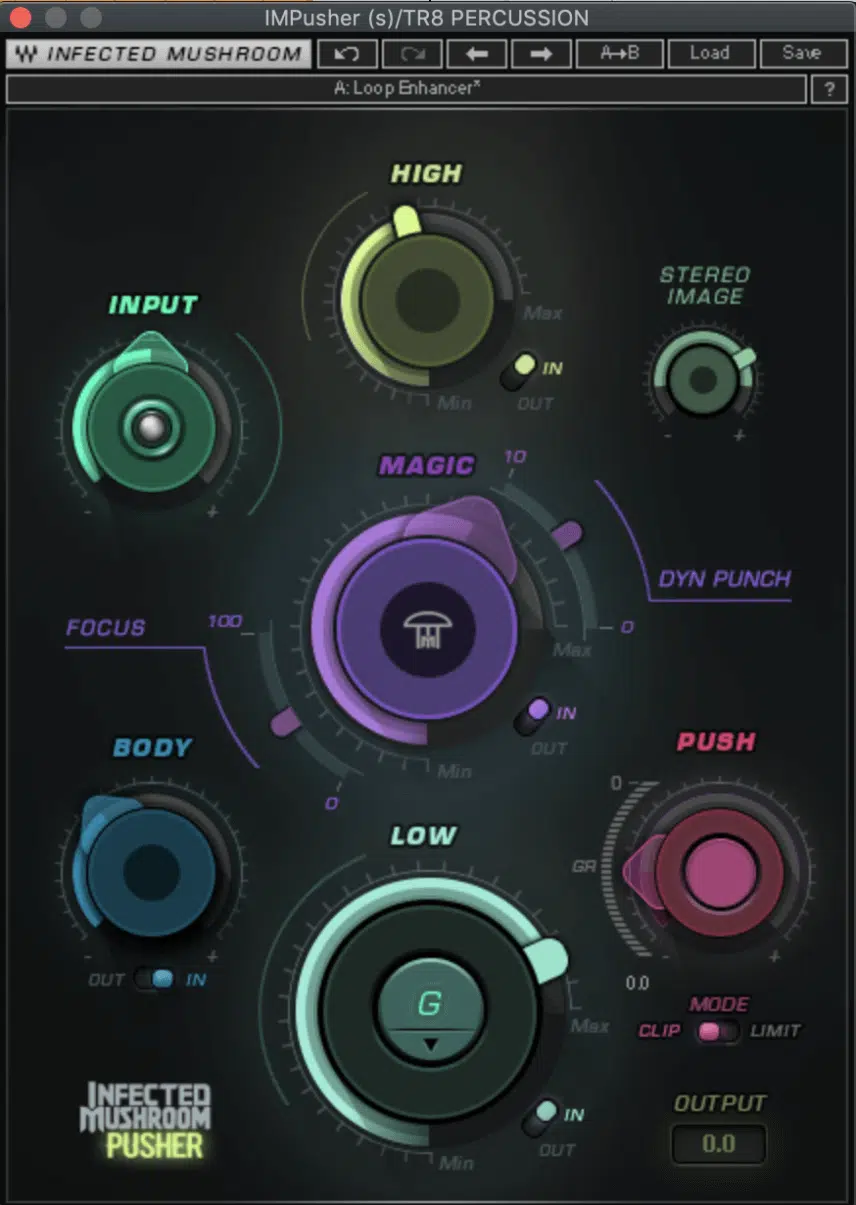 IMPusher (s)/TR8 PERCUSSION
INFECTED MUSHROOM
A→B
Load
Save
A: Loop Enhancer*
?
HIGH
Max
IN
Min
OUT
STEREO
IMAGE
- +
INPUT
- +
MAGIC
10
DYN PUNCH
0
Max
FOCUS
100
0
IN
OUT
Min
BODY
- +
OUT
IN
PUSH
0
GR
- +
0.0
MODE
CLIP
LIMIT
LOW
G
Max
IN
OUT
Min
INFECTED
MUSHROOM
PUSHER
OUTPUT
0.0